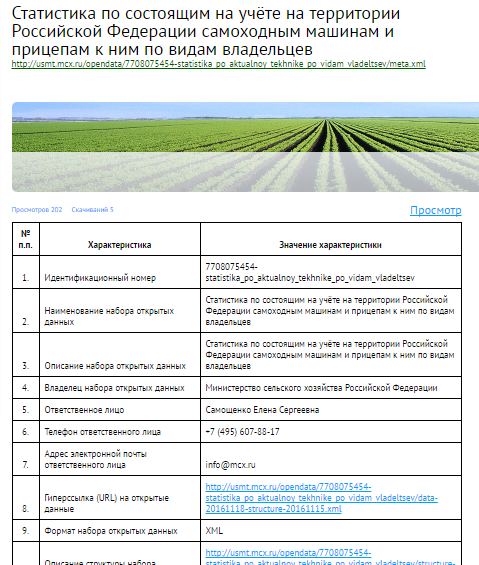 Статистика по состоящим на учёте на территории
Российской Федерации самоходным машинам и
прицепам к ним по видам владельцев
http://usmt.mcx.ru/opendata/7708075454-statistika_po_aktualnoy_tekhnike_po_vidam_vladeltsev/meta.xml
Просмотров 202 Скачиваний 5
Просмотр
№
п.п.
Характеристика
Значение характеристики
1.
Идентификационный номер
7708075454-
statistika_po_aktualnoy_tekhnike_po_vidam_vladeltsev
2.
Наименование набора открытых
данных
Статистика по состоящим на учёте на территории Российской
Федерации самоходным машинам и прицепам к ним по видам
владельцев
3.
Описание набора открытых данных
Статистика по состоящим на учёте на территории Российской
Федерации самоходным машинам и прицепам к ним по видам
владельцев
4.
Владелец набора открытых данных
Министерство сельского хозяйства Российской Федерации
5.
Ответственное лицо
Самощенко Елена Сергеевна
6.
Телефон ответственного лица
+7 (495) 607-88-17
7.
Адрес электронной почты
ответственного лица
info@mcx.ru
8.
Гиперссылка (URL) на открытые
данные
http://usmt.mcx.ru/opendata/7708075454-
statistika_po_aktualnoy_tekhnike_po_vidam_vladeltsev/data-
20161118-structure-20161115.xml
9.
Формат набора открытых данных
XML
Описание структуры набора
http://usmt.mcx.ru/opendata/7708075454-
statistika_po_aktualnoy_tekhnike_po_vidam_vladeltsev/structure-